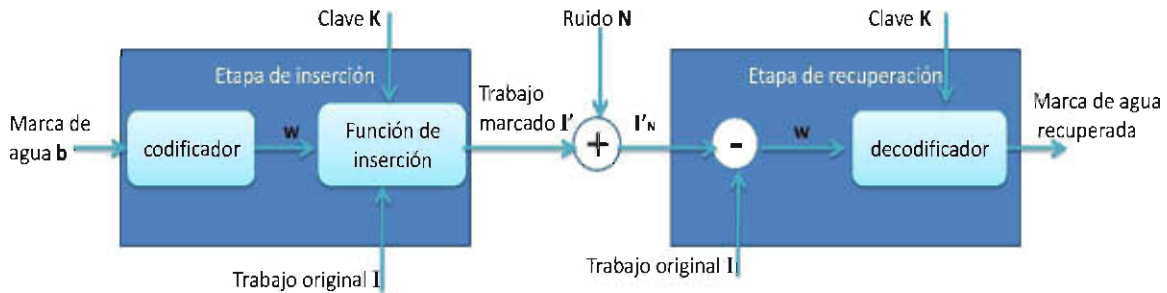 Clave K
Ruido N
Clave K
Etapa de inserción
Etapa de recuperación
Marca de
agua b
codificador
w
Función de
inserción
Trabajo
marcado I'
+
I'N
-
w
decodificador
Marca de agua
recuperada
Trabajo original I
Trabajo original I